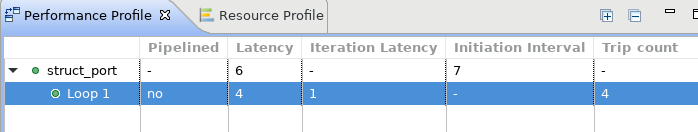 Performance Profile Resource Profile
Pipelined Latency Iteration Latency Initiation Interval Trip count
struct_port - 6 - 7 -
Loop 1 no 4 1 - 4